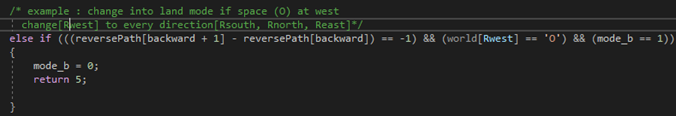 /* example : change into land mode if space (O) at west
change[Rwest] to every direction[Rsouth, Rnorth, Reast]*/
else if (((reversePath[backward + 1] - reversePath[backward]) == -1) && (world[Rwest] == 'O') && (mode_b == 1))
{
mode_b = 0;
return 5;
}